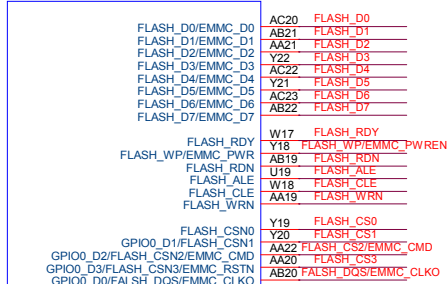 FLASH_D0/EMMC_D0 AC20 FLASH_D0
FLASH_D1/EMMC_D1 AB21 FLASH_D1
FLASH_D2/EMMC_D2 AA21 FLASH_D2
FLASH_D3/EMMC_D3 Y22 FLASH_D3
FLASH_D4/EMMC_D4 AC22 FLASH_D4
FLASH_D5/EMMC_D5 Y21 FLASH_D5
FLASH_D6/EMMC_D6 AC23 FLASH_D6
FLASH_D7/EMMC_D7 AB22 FLASH_D7
FLASH_RDY W17 FLASH_RDY
FLASH_WP/EMMC_PWR Y18 FLASH_WP/EMMC_PWREN
FLASH_RDN AB19 FLASH_RDN
FLASH_ALE U19 FLASH_ALE
FLASH_CLE W18 FLASH_CLE
FLASH_WRN AA19 FLASH_WRN
FLASH_CSN0 Y19 FLASH_CS0
GPIO0_D1/FLASH_CSN1 Y20 FLASH_CS1
GPIO0_D2/FLASH_CSN2/EMMC_CMD AA22 FLASH_CS2/EMMC_CMD
GPIO0_D3/FLASH_CSN3/EMMC_RSTN AA20 FLASH_CS3
GPIO0_D0/FALSH_DQS/EMMC_CLKO AB20 FALSH_DQS/EMMC_CLKO